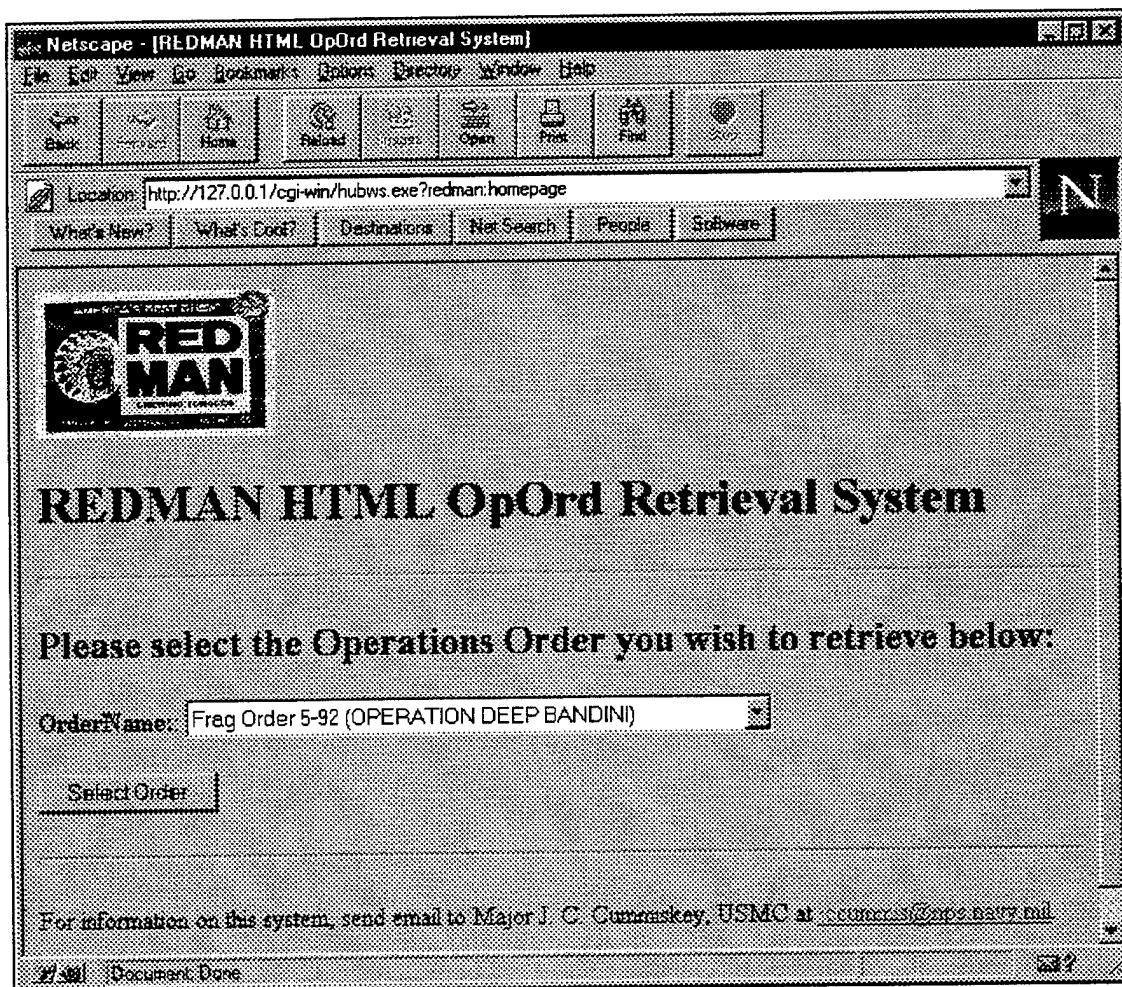 Netscape - [REDMAN HTML OpOrd Retrieval System]
File Edit View Go Bookmarks Options Directory Window Help
Back Home Reload Open Print Find
Location: http://127.0.0.1/cgi-win/hubws.exe?redman:homepage
N
What's New? What's Cool? Destinations Net Search People Software
RED
MAN
REDMAN HTML OpOrd Retrieval System
Please select the Operations Order you wish to retrieve below:
OrderName: Frag Order 5-92 (OPERATION DEEP BANDINI)
Select Order
For information on this system, send email to Major J. C. Cummiskey, USMC at
Document: Done